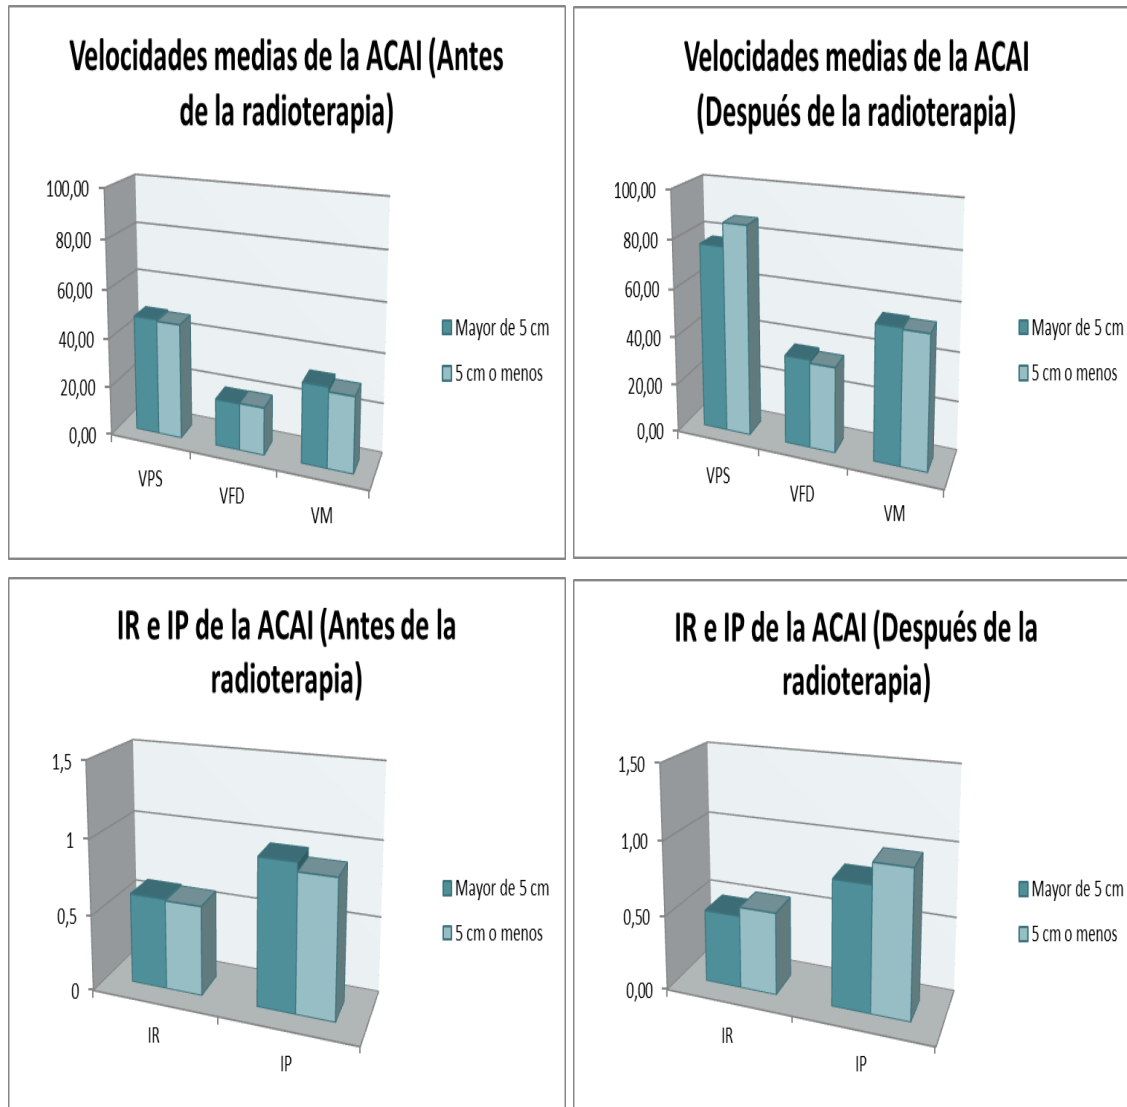 Velocidades medias de la ACAI (Antes
de la radioterapia)
100,00
80,00
60,00
40,00
20,00
0,00
VPS
VFD
VM
Mayor de 5 cm
5 cm o menos
Velocidades medias de la ACAI
(Después de la radioterapia)
100,00
80,00
60,00
40,00
20,00
0,00
VPS
VFD
VM
Mayor de 5 cm
5 cm o menos
IR e IP de la ACAI (Antes de la
radioterapia)
1,5
1
0,5
0
IR
IP
Mayor de 5 cm
5 cm o menos
IR e IP de la ACAI (Después de la
radioterapia)
1,50
1,00
0,50
0,00
IR
IP
Mayor de 5 cm
5 cm o menos